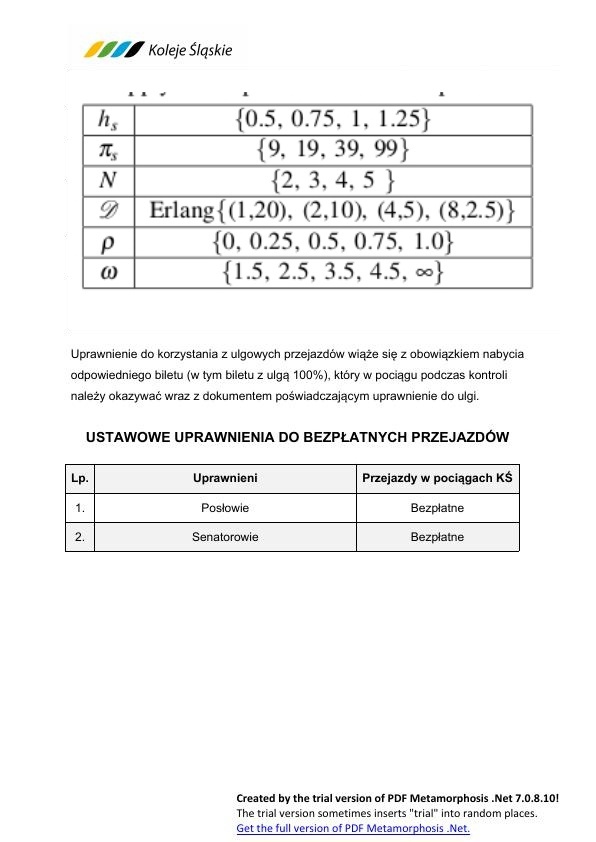 Koleje Śląskie
h_s {0.5, 0.75, 1, 1.25}
π_s {9, 19, 39, 99}
N {2, 3, 4, 5 }
𝒟 Erlang{(1,20), (2,10), (4,5), (8,2.5)}
ρ {0, 0.25, 0.5, 0.75, 1.0}
ω {1.5, 2.5, 3.5, 4.5, ∞}
Uprawnienie do korzystania z ulgowych przejazdów wiąże się z obowiązkiem nabycia
odpowiedniego biletu (w tym biletu z ulgą 100%), który w pociągu podczas kontroli
należy okazywać wraz z dokumentem poświadczającym uprawnienie do ulgi.
USTAWOWE UPRAWNIENIA DO BEZPŁATNYCH PRZEJAZDÓW
Lp. Uprawnieni Przejazdy w pociągach KŚ
1. Posłowie Bezpłatne
2. Senatorowie Bezpłatne
Created by the trial version of PDF Metamorphosis .Net 7.0.8.10!
The trial version sometimes inserts "trial" into random places.
Get the full version of PDF Metamorphosis .Net.